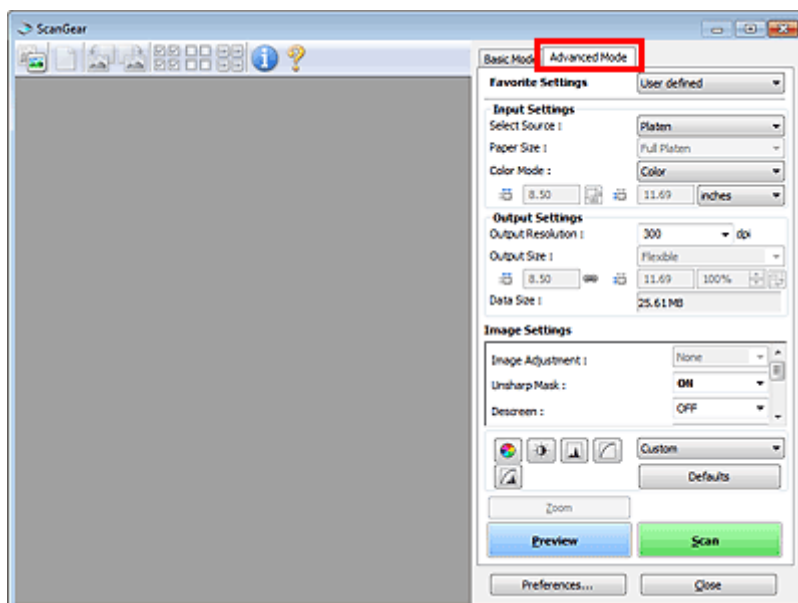 ScanGear
Basic Mode Advanced Mode
Favorite Settings User defined
Input Settings
Select Source : Platen
Paper Size : Full Platen
Color Mode : Color
8.50 11.69 inches
Output Settings
Output Resolution : 300 dpi
Output Size : Flexible
8.50 11.69 100%
Data Size : 25.61MB
Image Settings
Image Adjustment : None
Unsharp Mask : ON
Descreen : OFF
Custom
Defaults
Zoom
Preview Scan
Preferences... Close